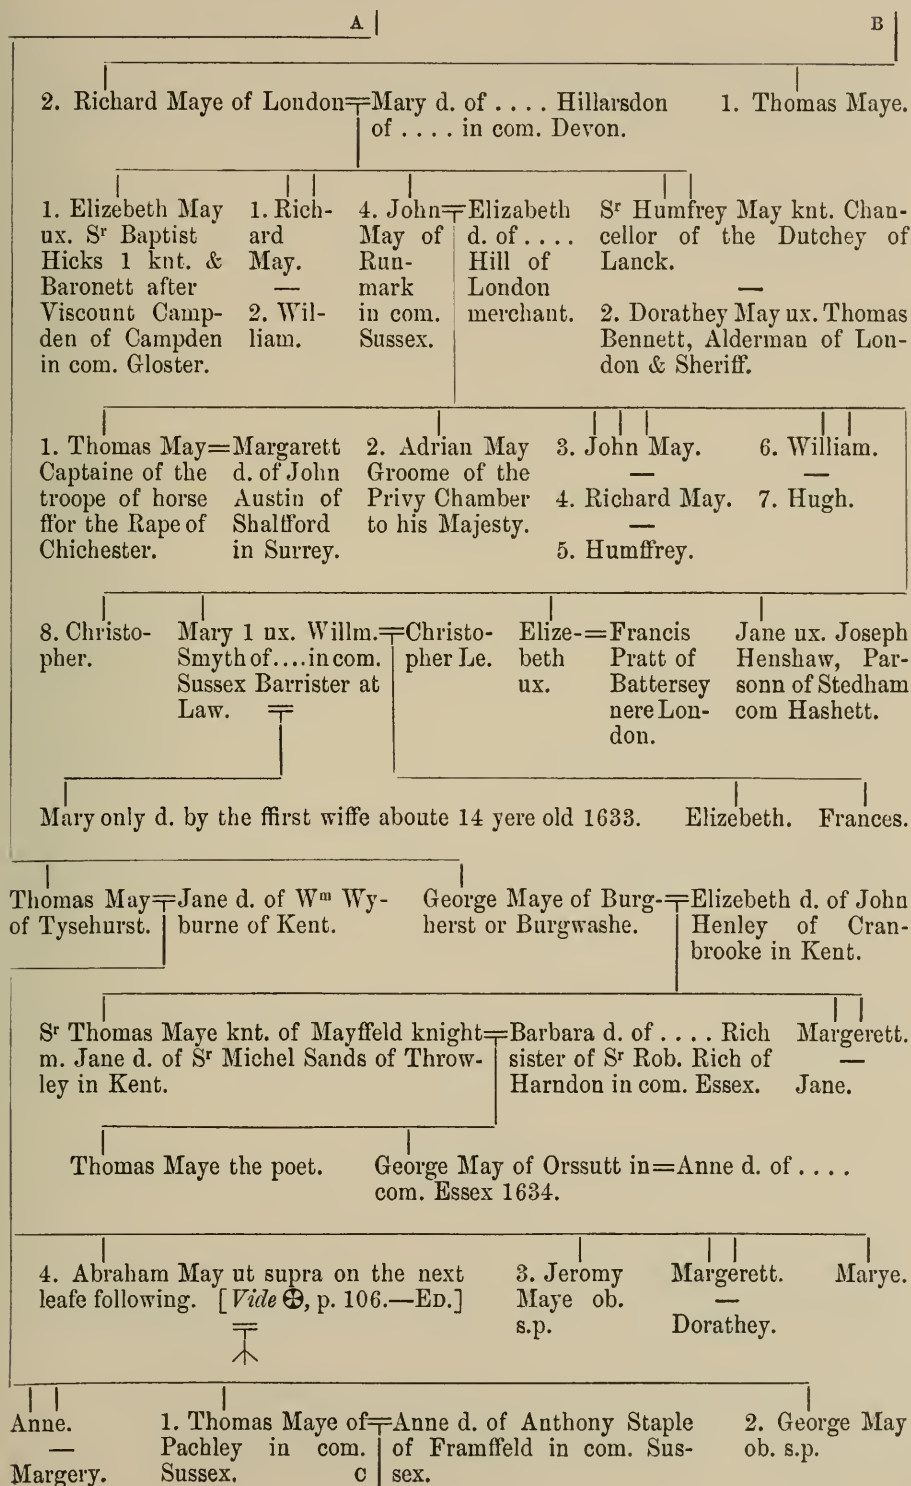 A B
2. Richard Maye of London=Mary d. of . . . . Hillarsdon 1. Thomas Maye.
of . . . . in com. Devon.
1. Elizebeth May 1. Rich- 4. John=Elizabeth Sʳ Humfrey May knt. Chan-
ux. Sʳ Baptist ard May of d. of . . . . cellor of the Dutchey of
Hicks 1 knt. & May. Run- Hill of Lanck.
Baronett after — mark London —
Viscount Camp- 2. Wil- in com. merchant. 2. Dorathey May ux. Thomas
den of Campden liam. Sussex. Bennett, Alderman of Lon-
in com. Gloster. don & Sheriff.
1. Thomas May=Margarett 2. Adrian May 3. John May. 6. William.
Captaine of the d. of John Groome of the — —
troope of horse Austin of Privy Chamber 4. Richard May. 7. Hugh.
ffor the Rape of Shalfford to his Majesty. —
Chichester. in Surrey. 5. Humffrey.
8. Christo- Mary 1 ux. Willm.=Christo- Elize-=Francis Jane ux. Joseph
pher. Smyth of . . . . in com. pher Le. beth Pratt of Henshaw, Par-
Sussex Barrister at ux. Battersey sonn of Stedham
Law. nere Lon- com Hashett.
don.
Mary only d. by the ffirst wiffe aboute 14 yere old 1633. Elizebeth. Frances.
Thomas May=Jane d. of Wᵐ Wy- George Maye of Burg-=Elizebeth d. of John
of Tysehurst. burne of Kent. herst or Burgwashe. Henley of Cran-
brooke in Kent.
Sʳ Thomas Maye knt. of Mayffeld knight=Barbara d. of . . . . Rich Margerett.
m. Jane d. of Sʳ Michel Sands of Throw- sister of Sʳ Rob. Rich of —
ley in Kent. Harndon in com. Essex. Jane.
Thomas Maye the poet. George May of Orssutt in=Anne d. of . . . .
com. Essex 1634.
4. Abraham May ut supra on the next 3. Jeromy Margerett. Marye.
leafe following. [Vide ⊕, p. 106.—ED.] Maye ob. —
s.p. Dorathey.
Anne. 1. Thomas Maye of=Anne d. of Anthony Staple 2. George May
— Pachley in com. of Framffeld in com. Sus- ob. s.p.
Margery. Sussex. C sex.